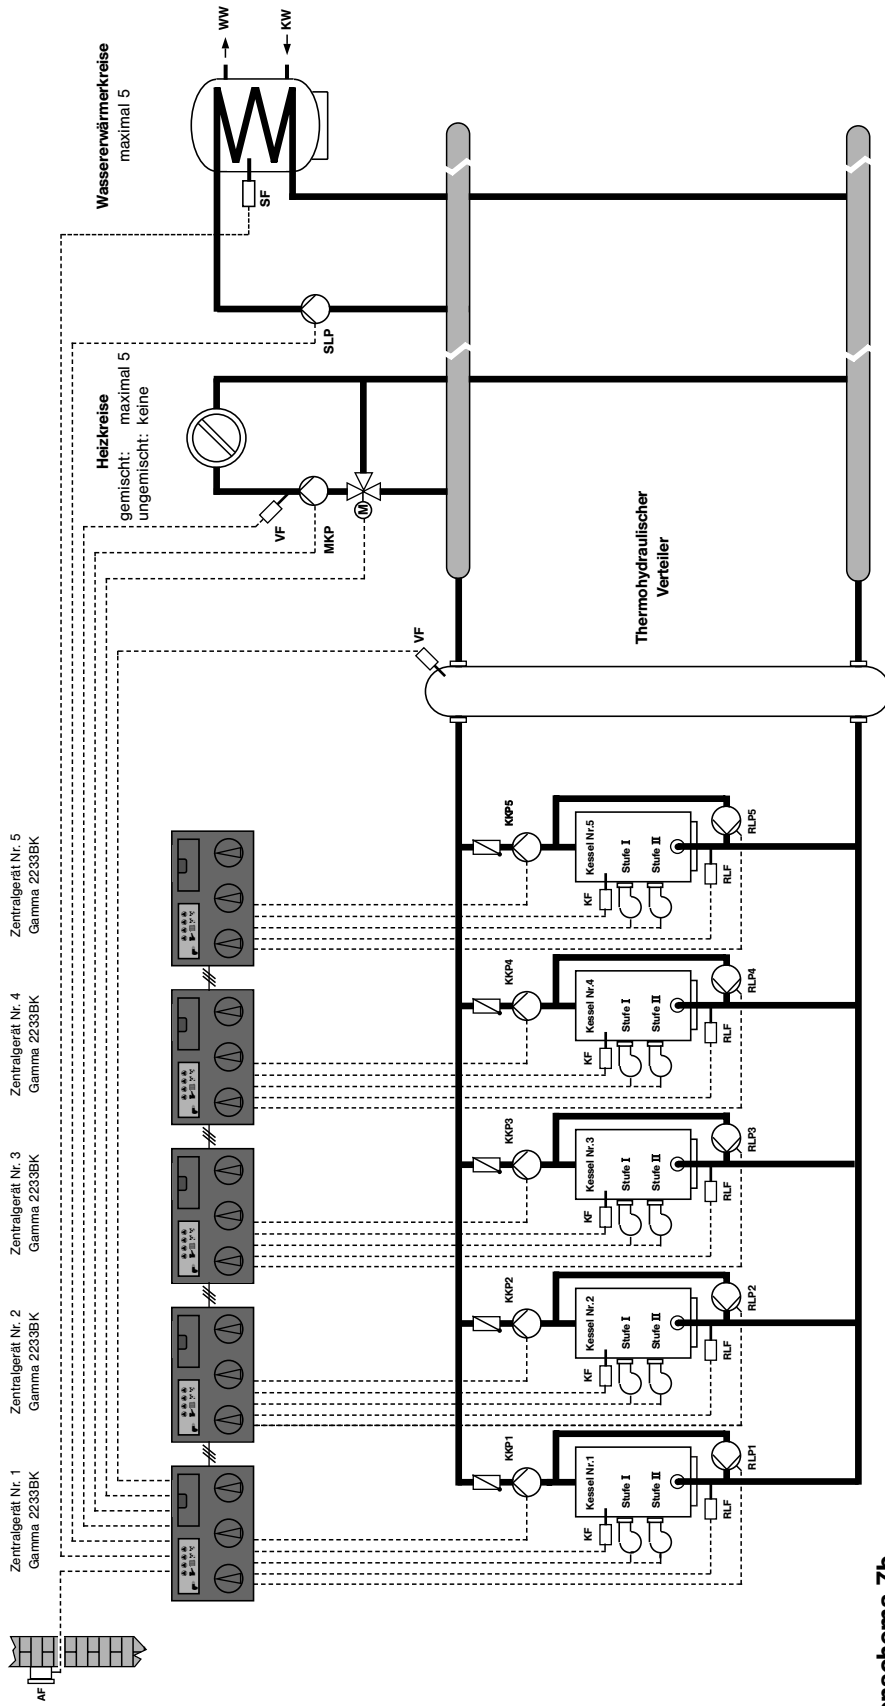 Zentralgerät Nr. 1
Gamma 2233BK
Zentralgerät Nr. 2
Gamma 2233BK
Zentralgerät Nr. 3
Gamma 2233BK
Zentralgerät Nr. 4
Gamma 2233BK
Zentralgerät Nr. 5
Gamma 2233BK
AF
Heizkreise
gemischt: maximal 5
ungemischt: keine
Wassererwärmerkreise
maximal 5
WW
KW
SF
VF
MKP
M
SLP
VF
Thermohydraulischer
Verteiler
KKP1
KKP2
KKP3
KKP4
KKP5
KF
Kessel Nr.1
Stufe I
Stufe II
KF
Kessel Nr.2
Stufe I
Stufe II
KF
Kessel Nr.3
Stufe I
Stufe II
KF
Kessel Nr.4
Stufe I
Stufe II
KF
Kessel Nr.5
Stufe I
Stufe II
RLF
RLP1
RLF
RLP2
RLF
RLP3
RLF
RLP4
RLF
RLP5
7b